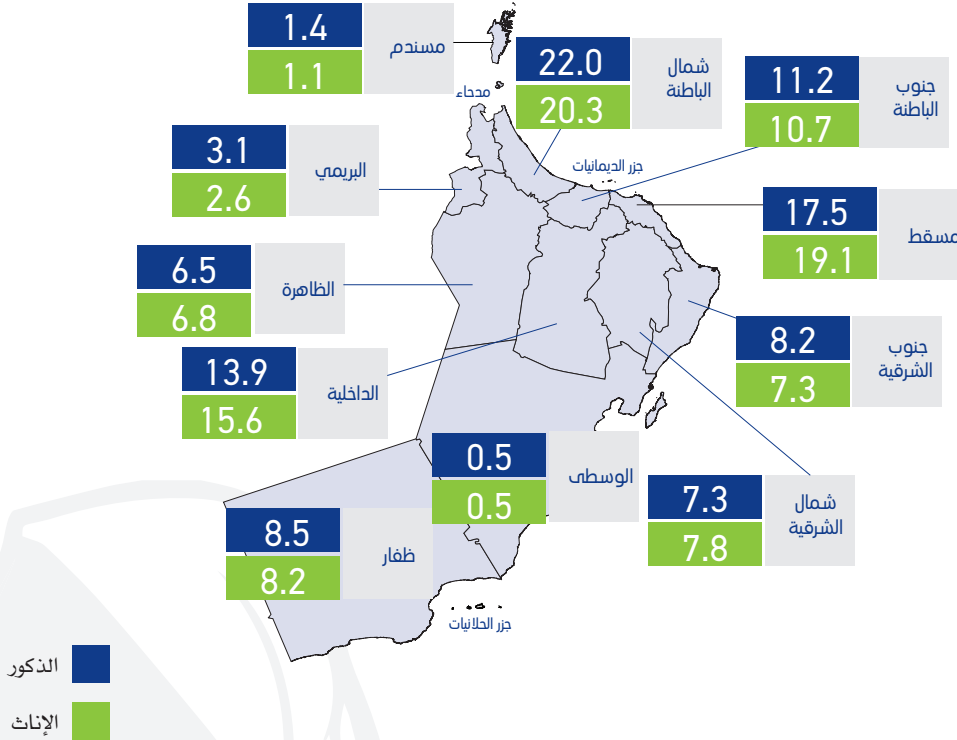 1.4
1.1
مسندم
مدحاء
22.0
20.3
شمال
الباطنة
11.2
10.7
جنوب
الباطنة
3.1
2.6
البريمي
جزر الديمانيات
17.5
19.1
مسقط
6.5
6.8
الظاهرة
8.2
7.3
جنوب
الشرقية
13.9
15.6
الداخلية
0.5
0.5
الوسطى
7.3
7.8
شمال
الشرقية
8.5
8.2
ظفار
جزر الحلانيات
الذكور
الإناث